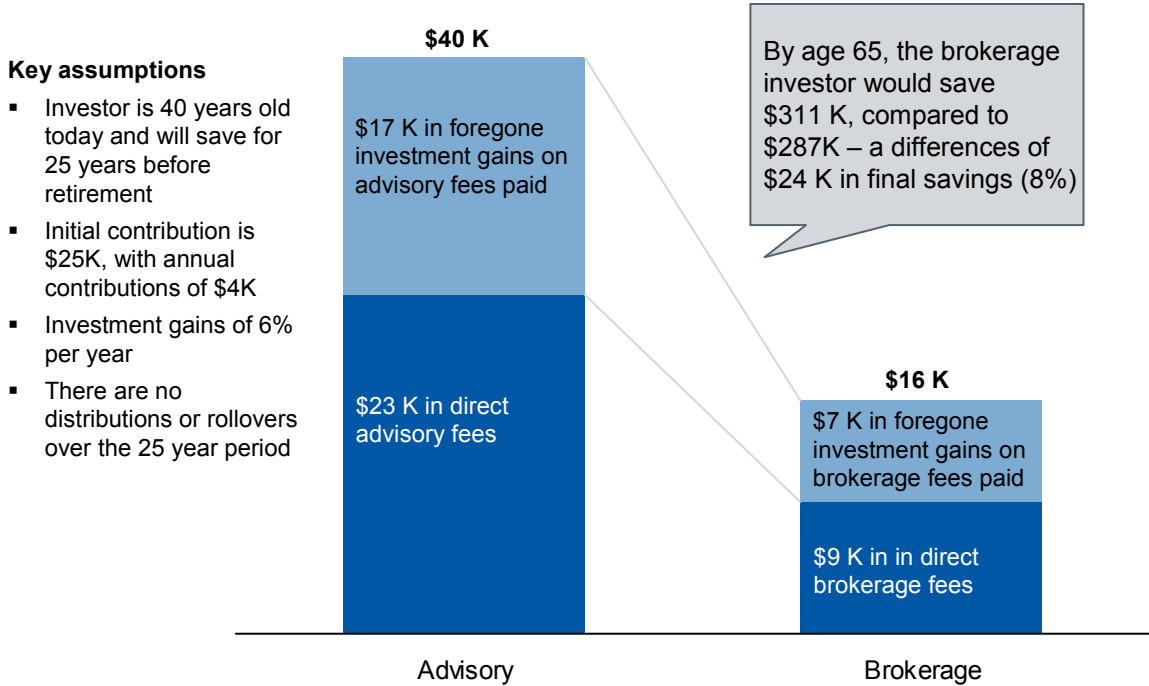 Key assumptions
▪ Investor is 40 years old
today and will save for
25 years before
retirement
▪ Initial contribution is
$25K, with annual
contributions of $4K
▪ Investment gains of 6%
per year
▪ There are no
distributions or rollovers
over the 25 year period
$40 K
$17 K in foregone
investment gains on
advisory fees paid
$23 K in direct
advisory fees
Advisory
By age 65, the brokerage
investor would save
$311 K, compared to
$287K – a differences of
$24 K in final savings (8%)
$16 K
$7 K in foregone
investment gains on
brokerage fees paid
$9 K in in direct
brokerage fees
Brokerage